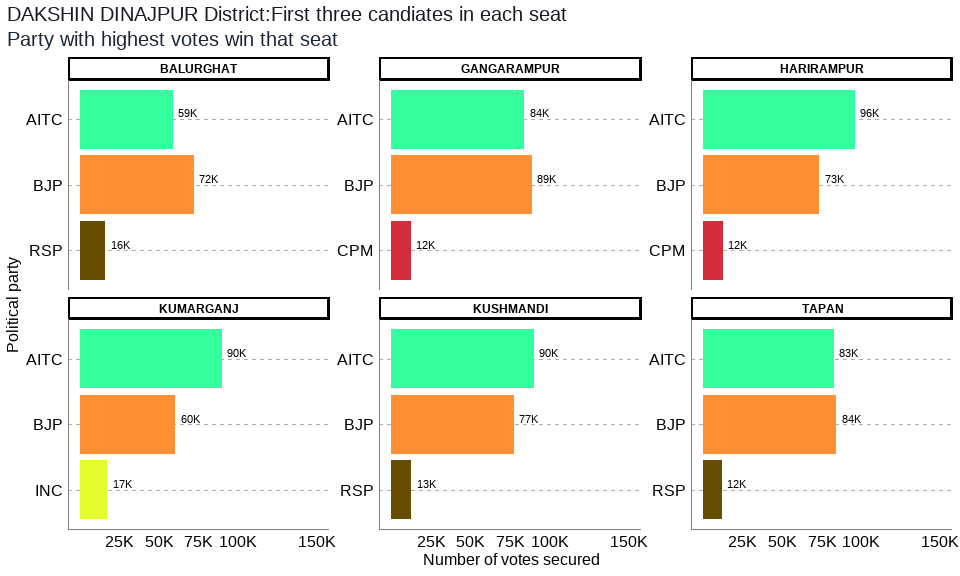 DAKSHIN DINAJPUR District:First three candiates in each seat
Party with highest votes win that seat
BALURGHAT
GANGARAMPUR
HARIRAMPUR
AITC
59K
AITC
84K
AITC
96K
BJP
72K
BJP
89K
BJP
73K
RSP
16K
CPM
12K
CPM
12K
Political party
KUMARGANJ
KUSHMANDI
TAPAN
AITC
90K
AITC
90K
AITC
83K
BJP
60K
BJP
77K
BJP
84K
INC
17K
RSP
13K
RSP
12K
25K 50K 75K 100K 150K
25K 50K 75K 100K 150K
25K 50K 75K 100K 150K
Number of votes secured